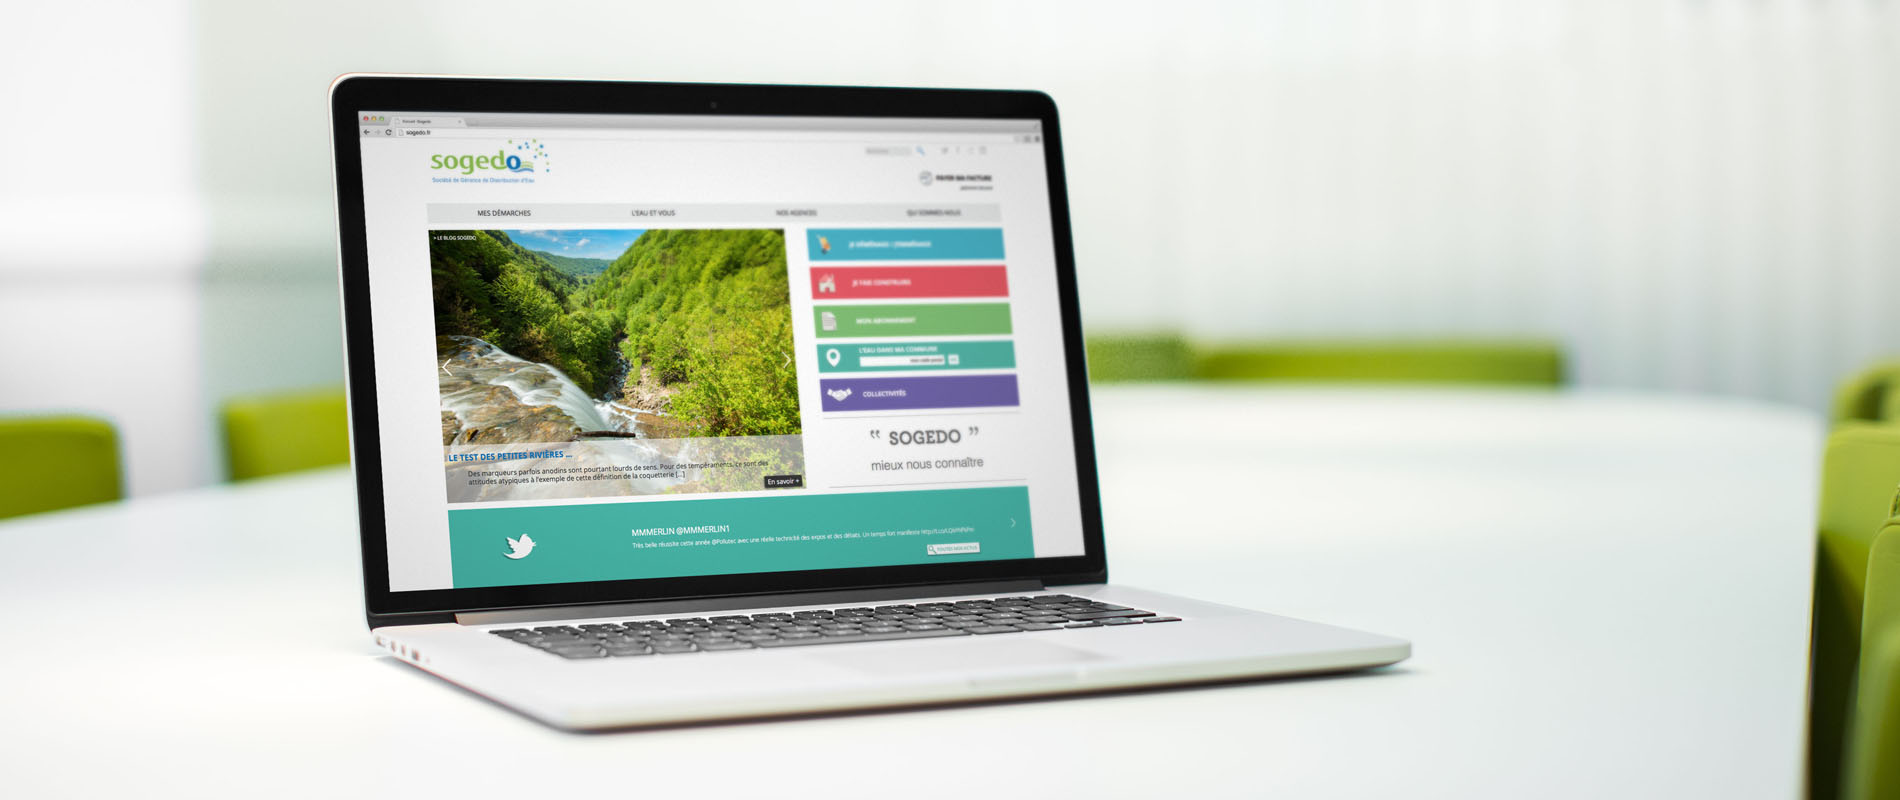 Accueil Sogedo
sogedo.fr
sogedo
Société de Gérance de Distribution d'Eau
PAYER MA FACTURE
MES DÉMARCHES
L'EAU ET VOUS
NOS AGENCES
QUI SOMMES-NOUS
> LE BLOG SOGEDO
JE FAIS CONSTRUIRE
MON ABONNEMENT
L'EAU DANS MA COMMUNE
COLLECTIVITÉS
“ SOGEDO ”
mieux nous connaître
LE TEST DES PETITES RIVIÈRES ...
Des marqueurs parfois anodins sont pourtant lourds de sens. Pour des tempéraments, ce sont des
attitudes atypiques à l'exemple de cette définition de la coquetterie [...]
En savoir +
MMMERLIN @MMMERLIN1
Très belle réussite cette année @Pollutec avec une réelle technicité des expos et des débats. Un temps fort manifeste